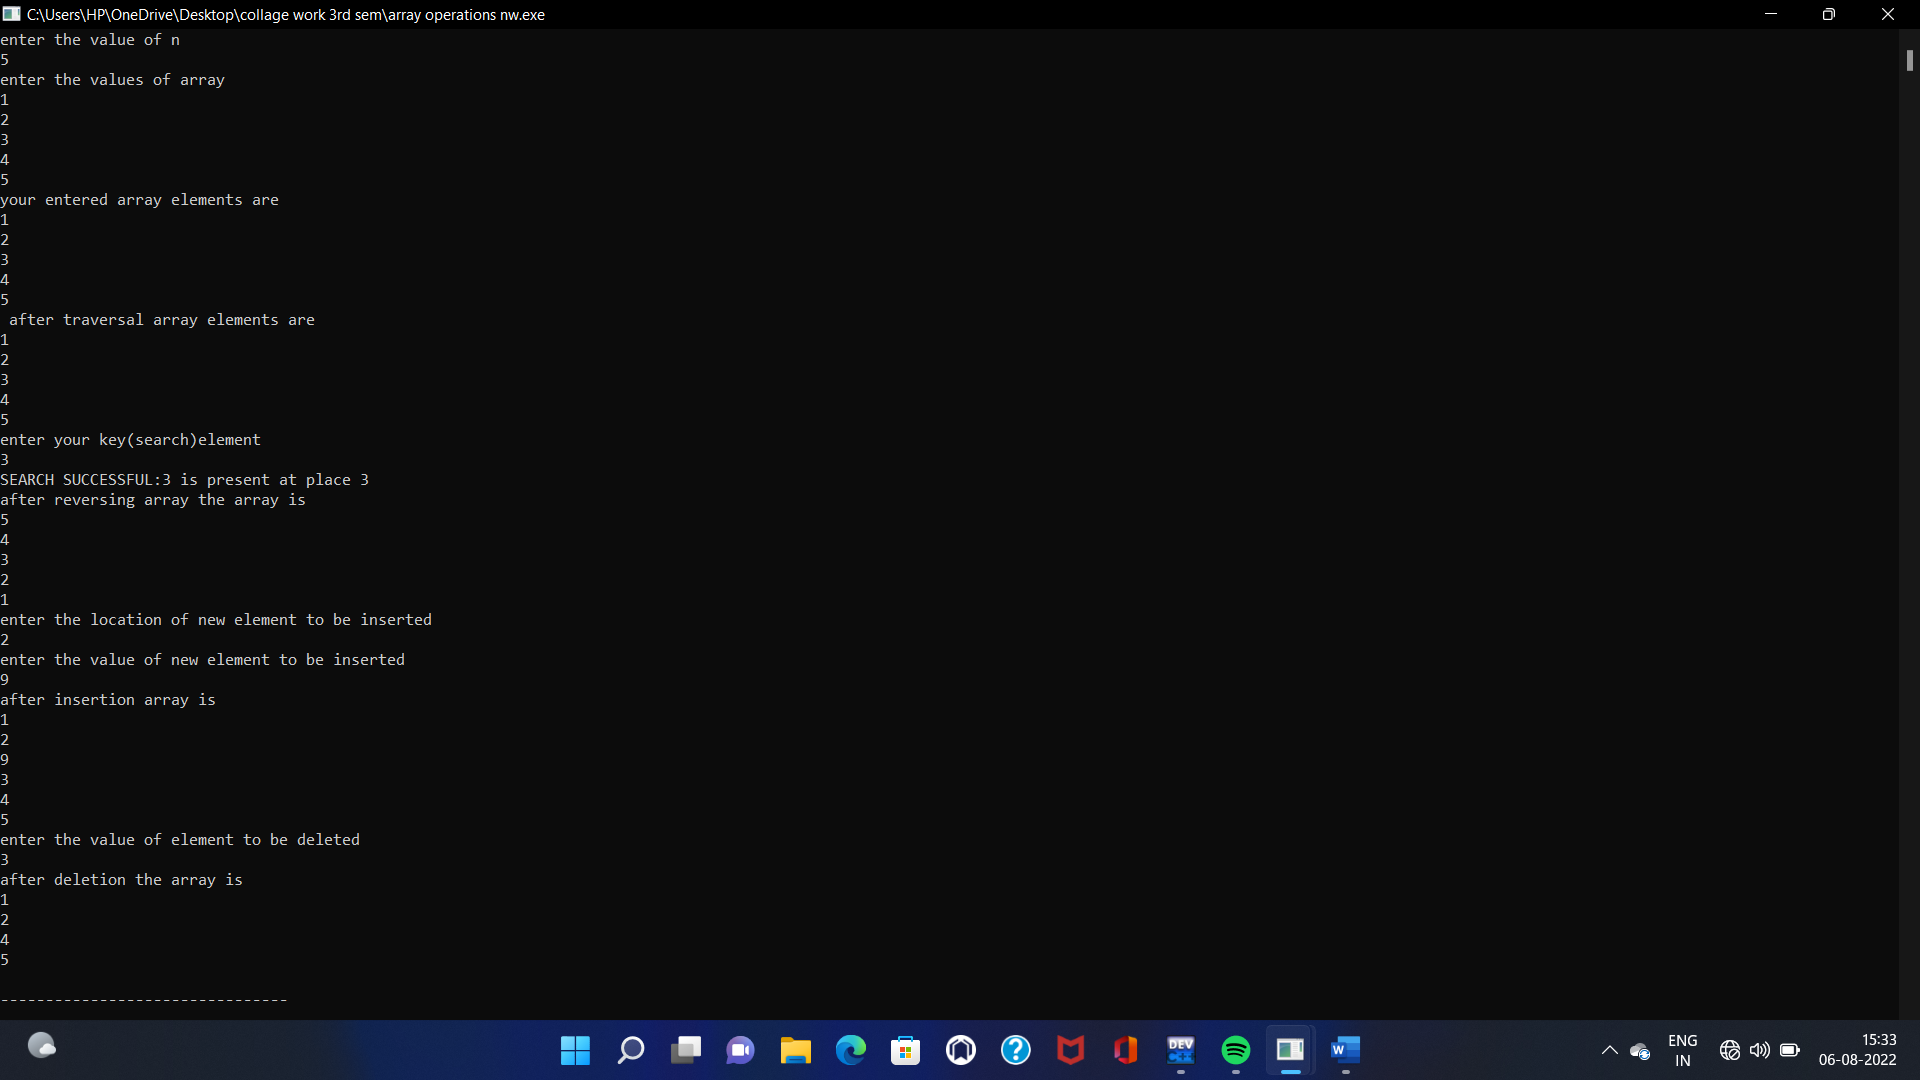 C:\Users\HP\OneDrive\Desktop\collage work 3rd sem\array operations nw.exe
enter the value of n
5
enter the values of array
1
2
3
4
5
your entered array elements are
1
2
3
4
5
 after traversal array elements are
1
2
3
4
5
enter your key(search)element
3
SEARCH SUCCESSFUL:3 is present at place 3
after reversing array the array is
5
4
3
2
1
enter the location of new element to be inserted
2
enter the value of new element to be inserted
9
after insertion array is
1
2
9
3
4
5
enter the value of element to be deleted
3
after deletion the array is
1
2
4
5
--------------------------------
DEV C++
W
ENG
IN
15:33
06-08-2022